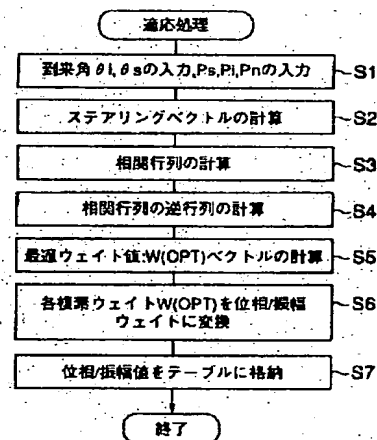 適応処理
到来角θi,θsの入力,Ps,Pi,Pnの入力
S1
ステアリングベクトルの計算
S2
相関行列の計算
S3
相関行列の逆行列の計算
S4
最適ウェイト値:W(OPT)ベクトルの計算
S5
各複素ウェイトW(OPT)を位相/振幅
ウェイトに変換
S6
位相/振幅値をテーブルに格納
S7
終了